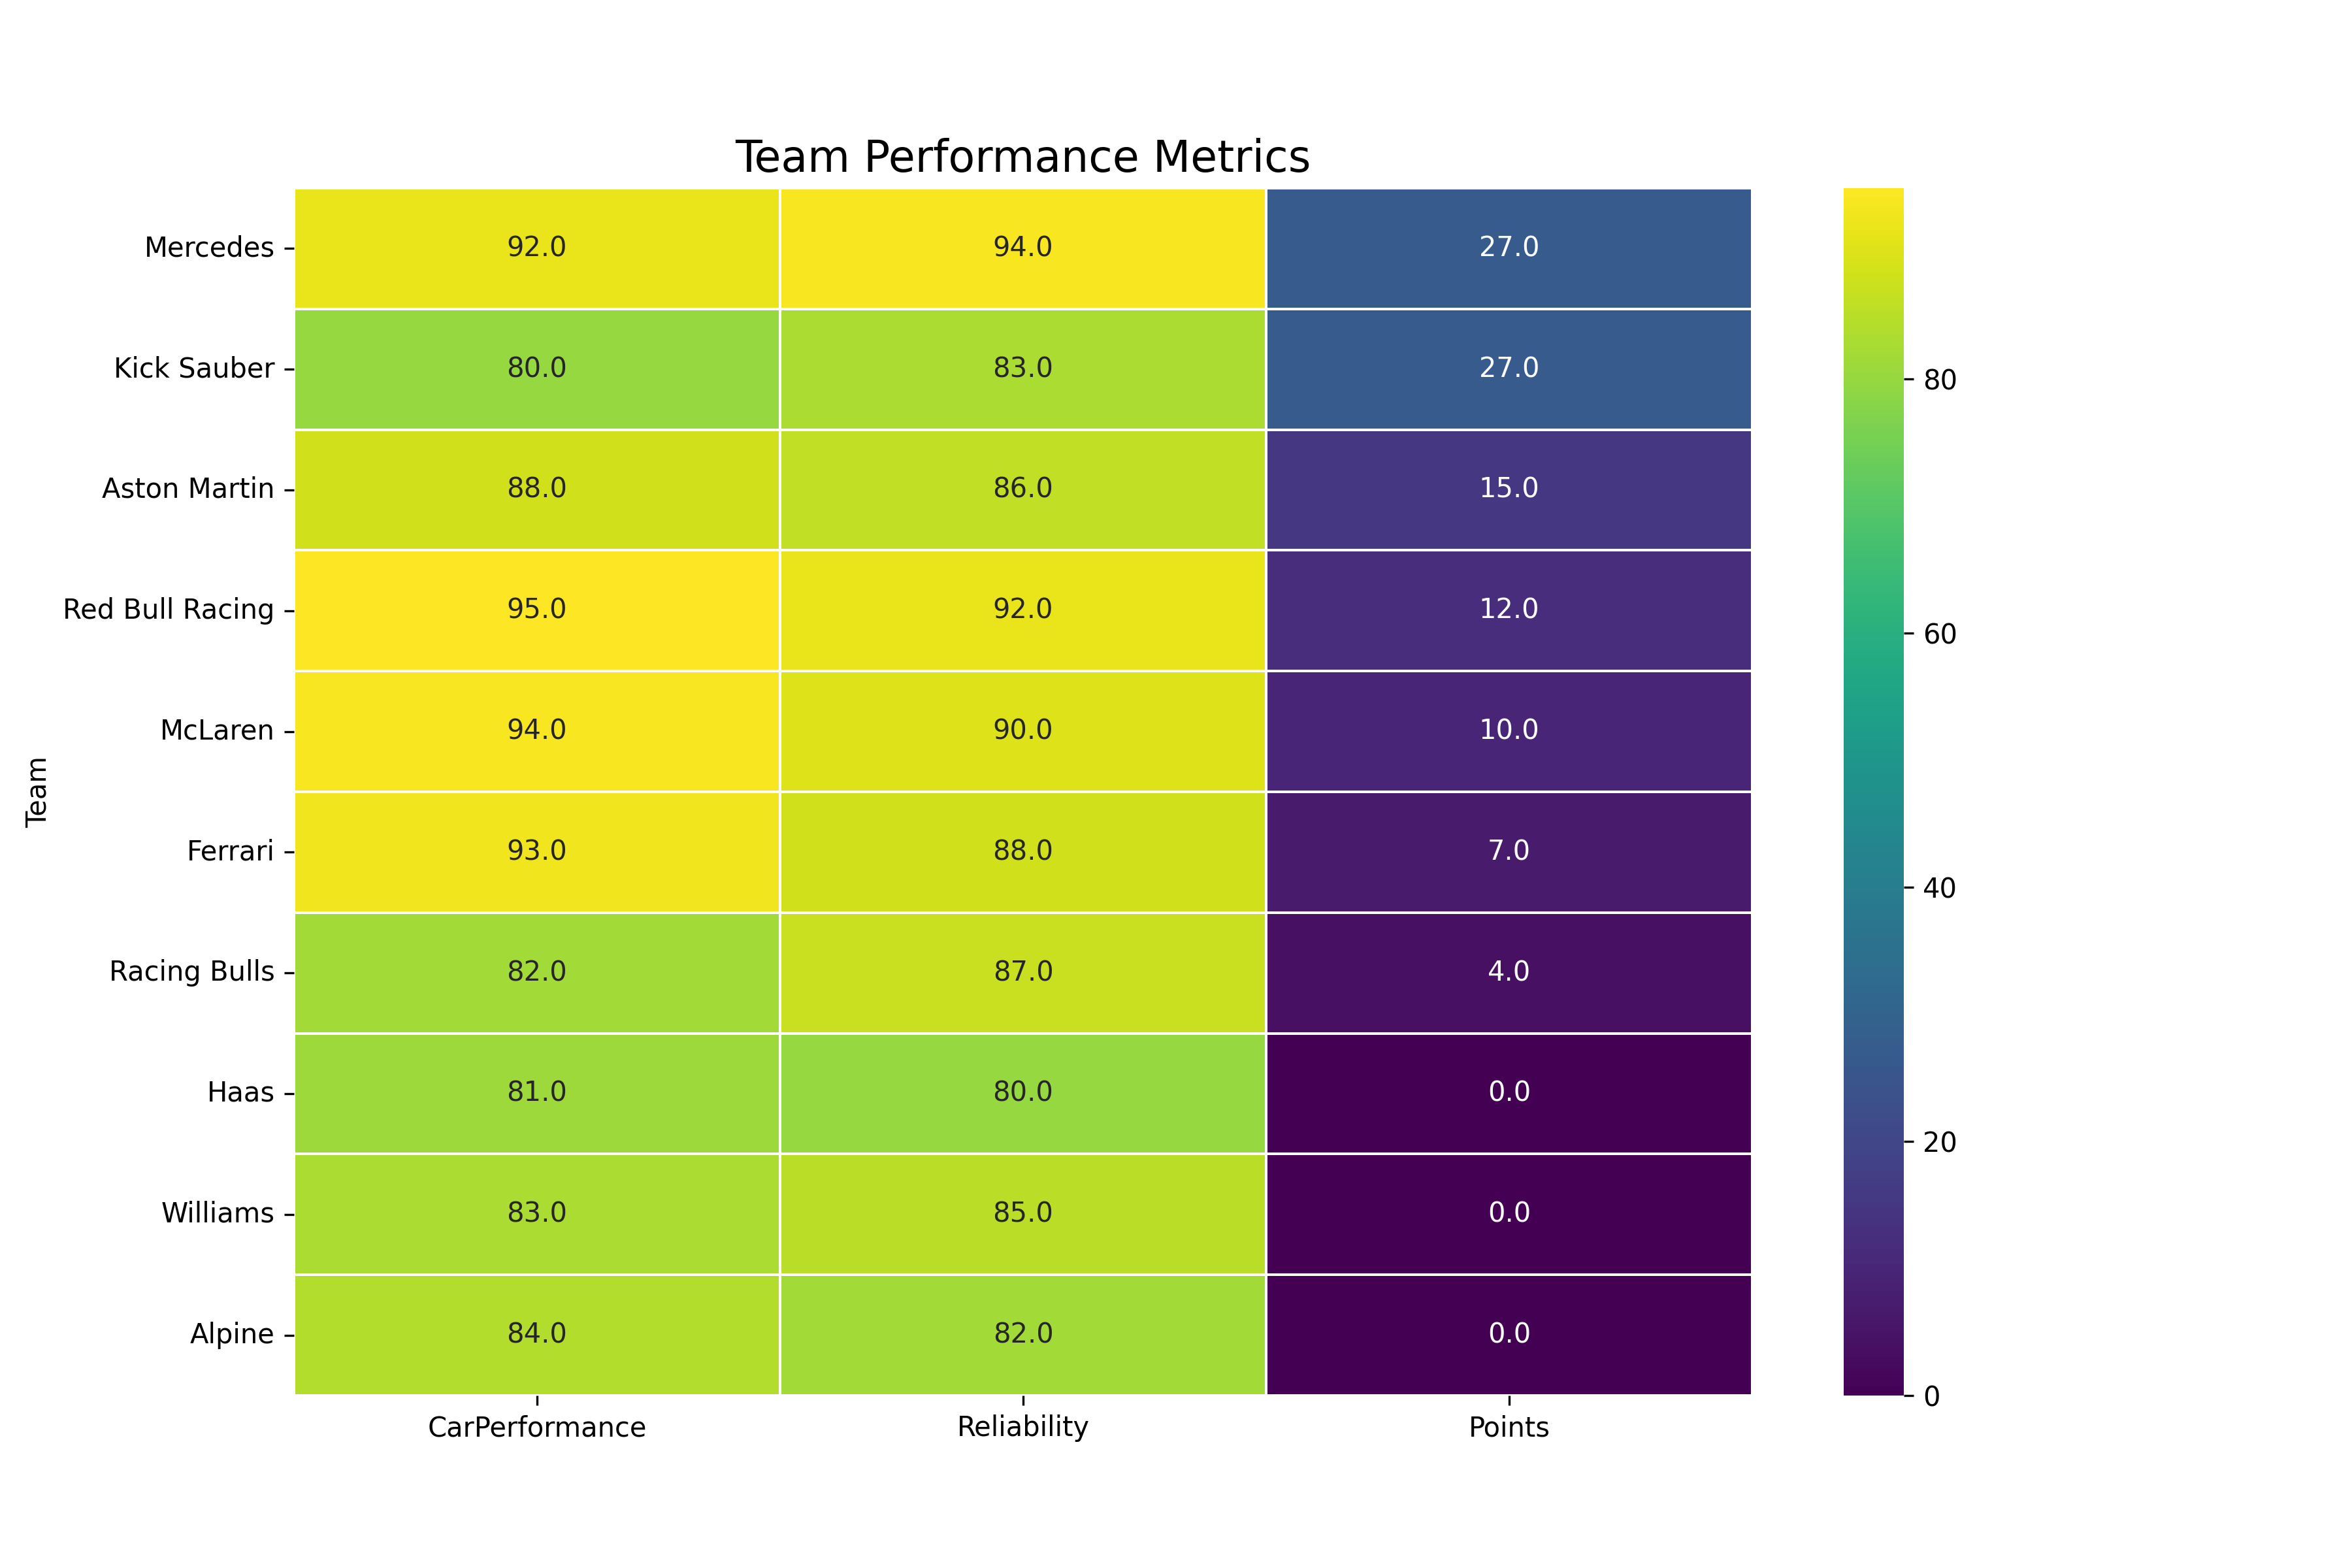 Team Performance Metrics
Mercedes 92.0 94.0 27.0
Kick Sauber 80.0 83.0 27.0
Aston Martin 88.0 86.0 15.0
Red Bull Racing 95.0 92.0 12.0
McLaren 94.0 90.0 10.0
Ferrari 93.0 88.0 7.0
Racing Bulls 82.0 87.0 4.0
Haas 81.0 80.0 0.0
Williams 83.0 85.0 0.0
Alpine 84.0 82.0 0.0
CarPerformance Reliability Points
Team
80
60
40
20
0